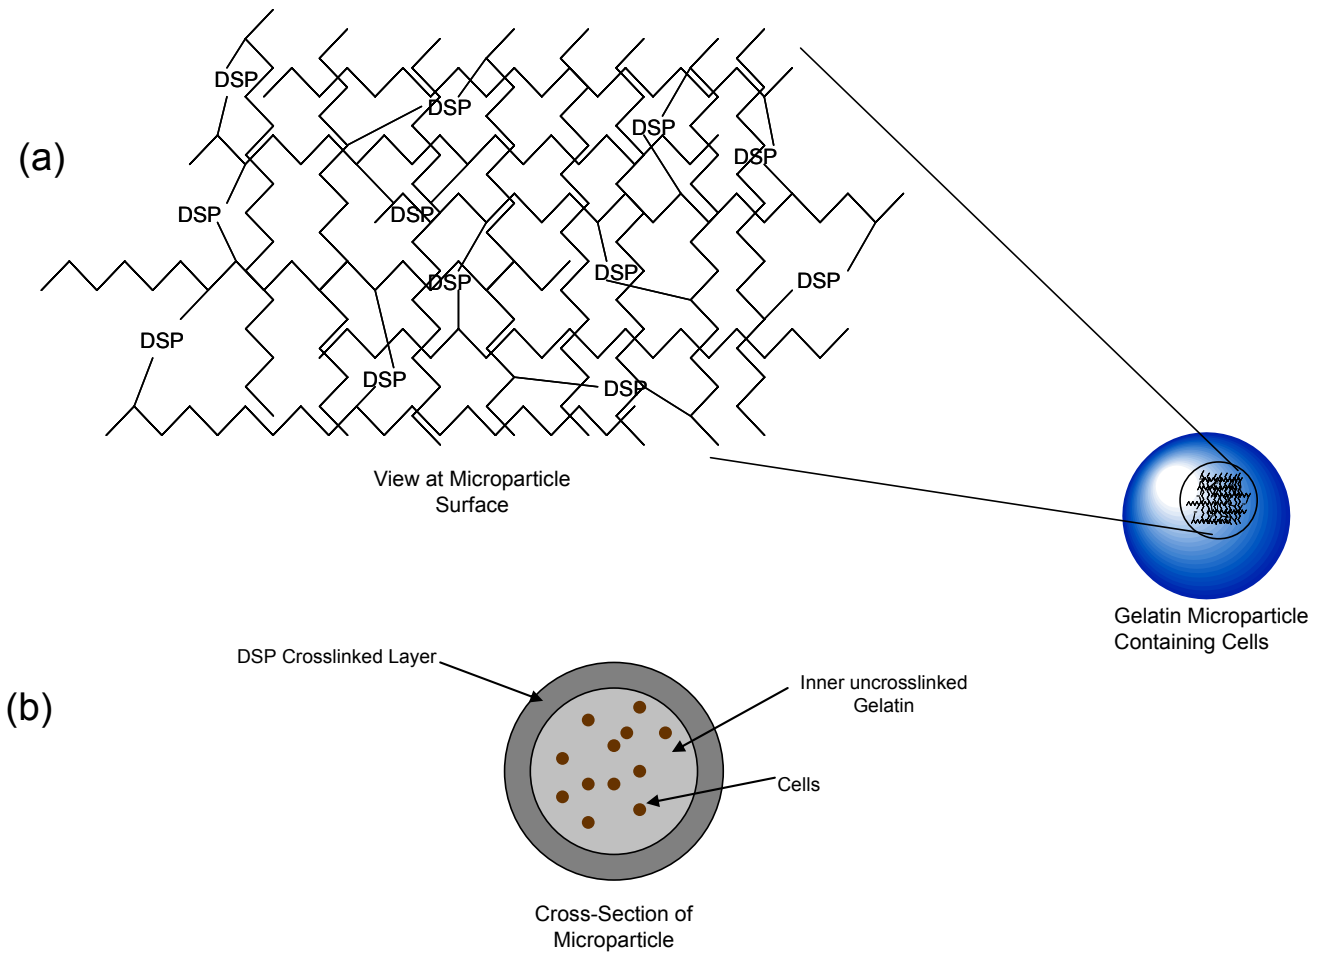 (a)
DSP
DSP
DSP
DSP
DSP
DSP
DSP
DSP
DSP
DSP
DSP
DSP
View at Microparticle
Surface
Gelatin Microparticle
Containing Cells
(b)
DSP Crosslinked Layer
Inner uncrosslinked
Gelatin
Cells
Cross-Section of
Microparticle